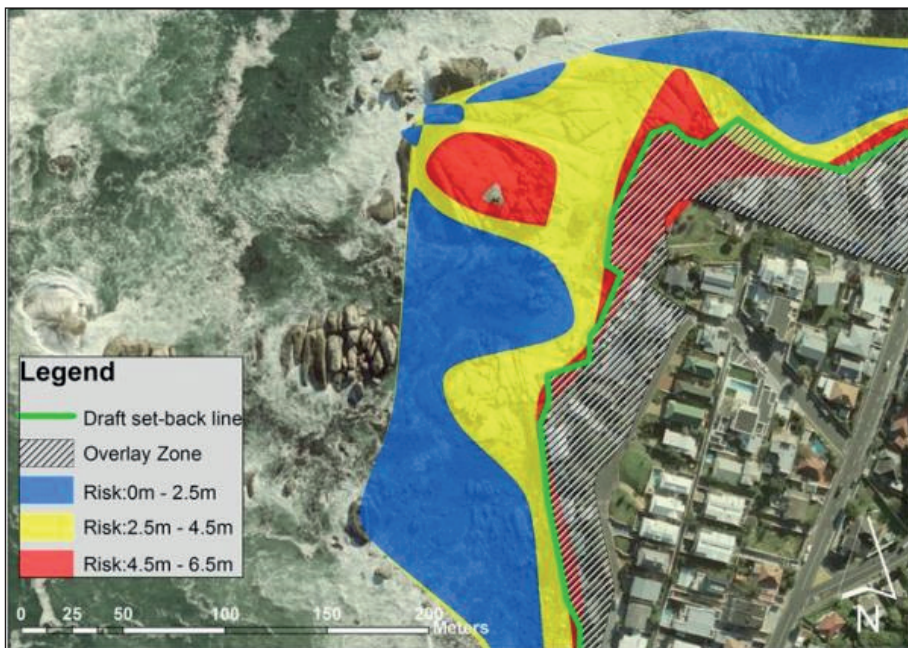 Legend
Draft set-back line
Overlay Zone
Risk:0m - 2.5m
Risk:2.5m - 4.5m
Risk:4.5m - 6.5m
0 25 50 100 150 200
Meters
N